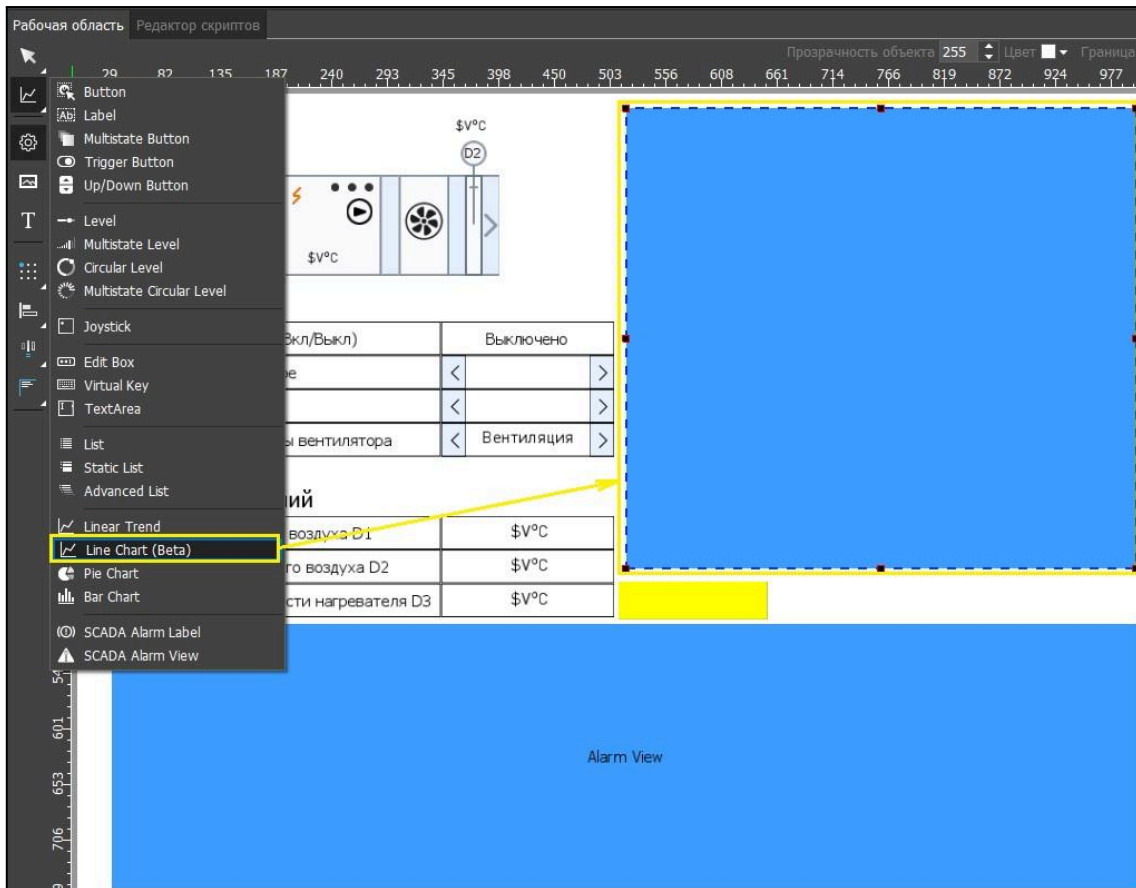 Рабочая область Редактор скриптов
Прозрачность объекта 255 Цвет Граница
29 82 135 187 240 293 345 398 450 503 556 608 661 714 766 819 872 924 977
Button
Label
Multistate Button
Trigger Button
Up/Down Button
Level
Multistate Level
Circular Level
Multistate Circular Level
Joystick
Edit Box
Virtual Key
TextArea
List
Static List
Advanced List
Linear Trend
Line Chart (Beta)
Pie Chart
Bar Chart
SCADA Alarm Label
SCADA Alarm View
$V°C
D2
$V°C
Вкл/Выкл) Выключено
ре < >
< >
ы вентилятора < Вентиляция >
ний
воздуха D1 $V°C
го воздуха D2 $V°C
сти нагревателя D3 $V°C
601
653
706
Alarm View